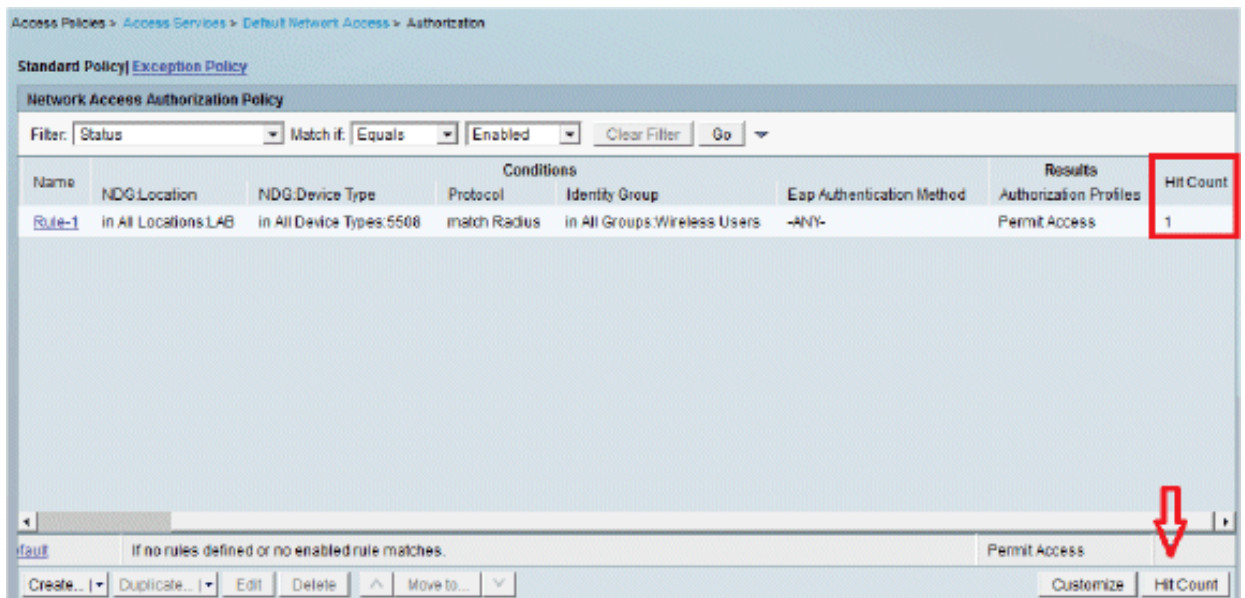 Access Policies > Access Services > Default Network Access > Authorization
Standard Policy| Exception Policy
Network Access Authorization Policy
Filter: Status Match if: Equals Enabled Clear Filter Go
Name Conditions Results Hit Count
NDG:Location NDG:Device Type Protocol Identity Group Eap Authentication Method Authorization Profiles
Rule-1 in All Locations:LAB in All Device Types:5508 match Radius in All Groups:Wireless Users -ANY- Permit Access 1
efault If no rules defined or no enabled rule matches. Permit Access
Create... Duplicate... Edit Delete Move to... Customize Hit Count